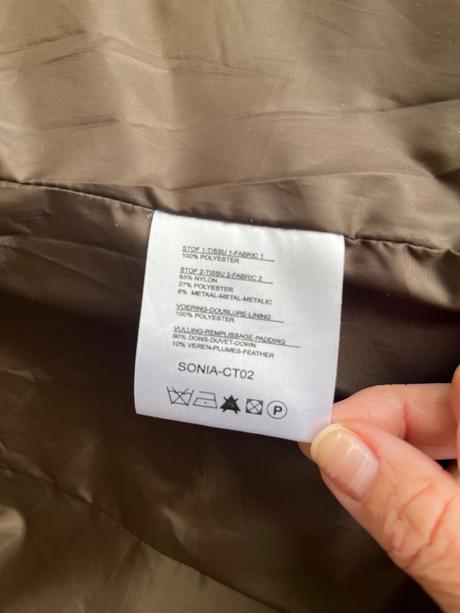 STOF 1-TISSU 1-FABRIC 1
100% POLYESTER
STOF 2-TISSU 2-FABRIC 2
65% NYLON
27% POLYESTER
8% METAAL-METAL-METALLIC
VOERING-DOUBLURE-LINING
100% POLYESTER
VULLING-REMPLISSAGE-PADDING
90% DONS-DUVET-DOWN
10% VEREN-PLUMES-FEATHER
SONIA-CT02
P